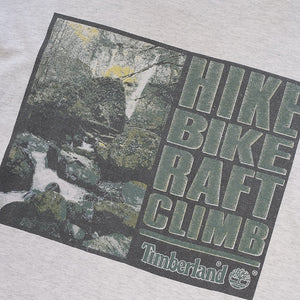 HIKE
BIKE
RAFT
CLIMB
Timberland ®